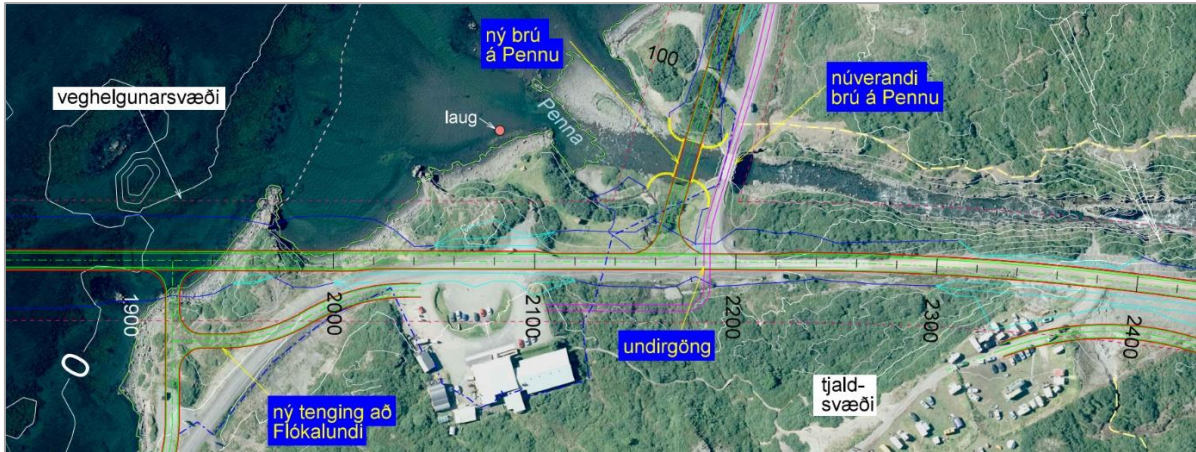 ný brú
á Pennu
100
núverandi
brú á Pennu
veghelgunarsvæði
laug
Penna
1900
2000
2100
2200
2300
2400
0
undirgöng
tjald-
svæði
ný tenging að
Flókalundi